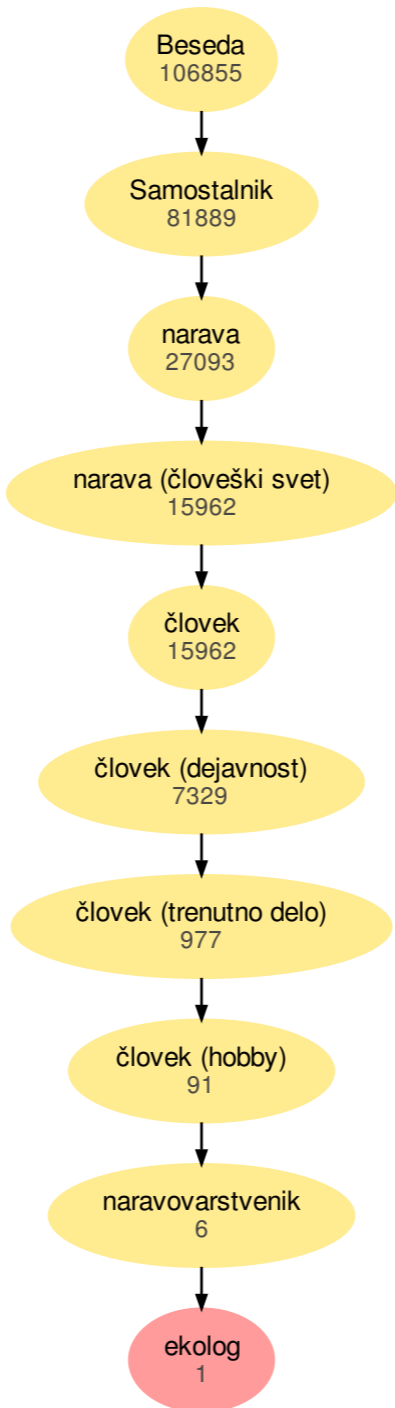 Beseda
106855
Samostalnik
81889
narava
27093
narava (človeški svet)
15962
človek
15962
človek (dejavnost)
7329
človek (trenutno delo)
977
človek (hobby)
91
naravovarstvenik
6
ekolog
1